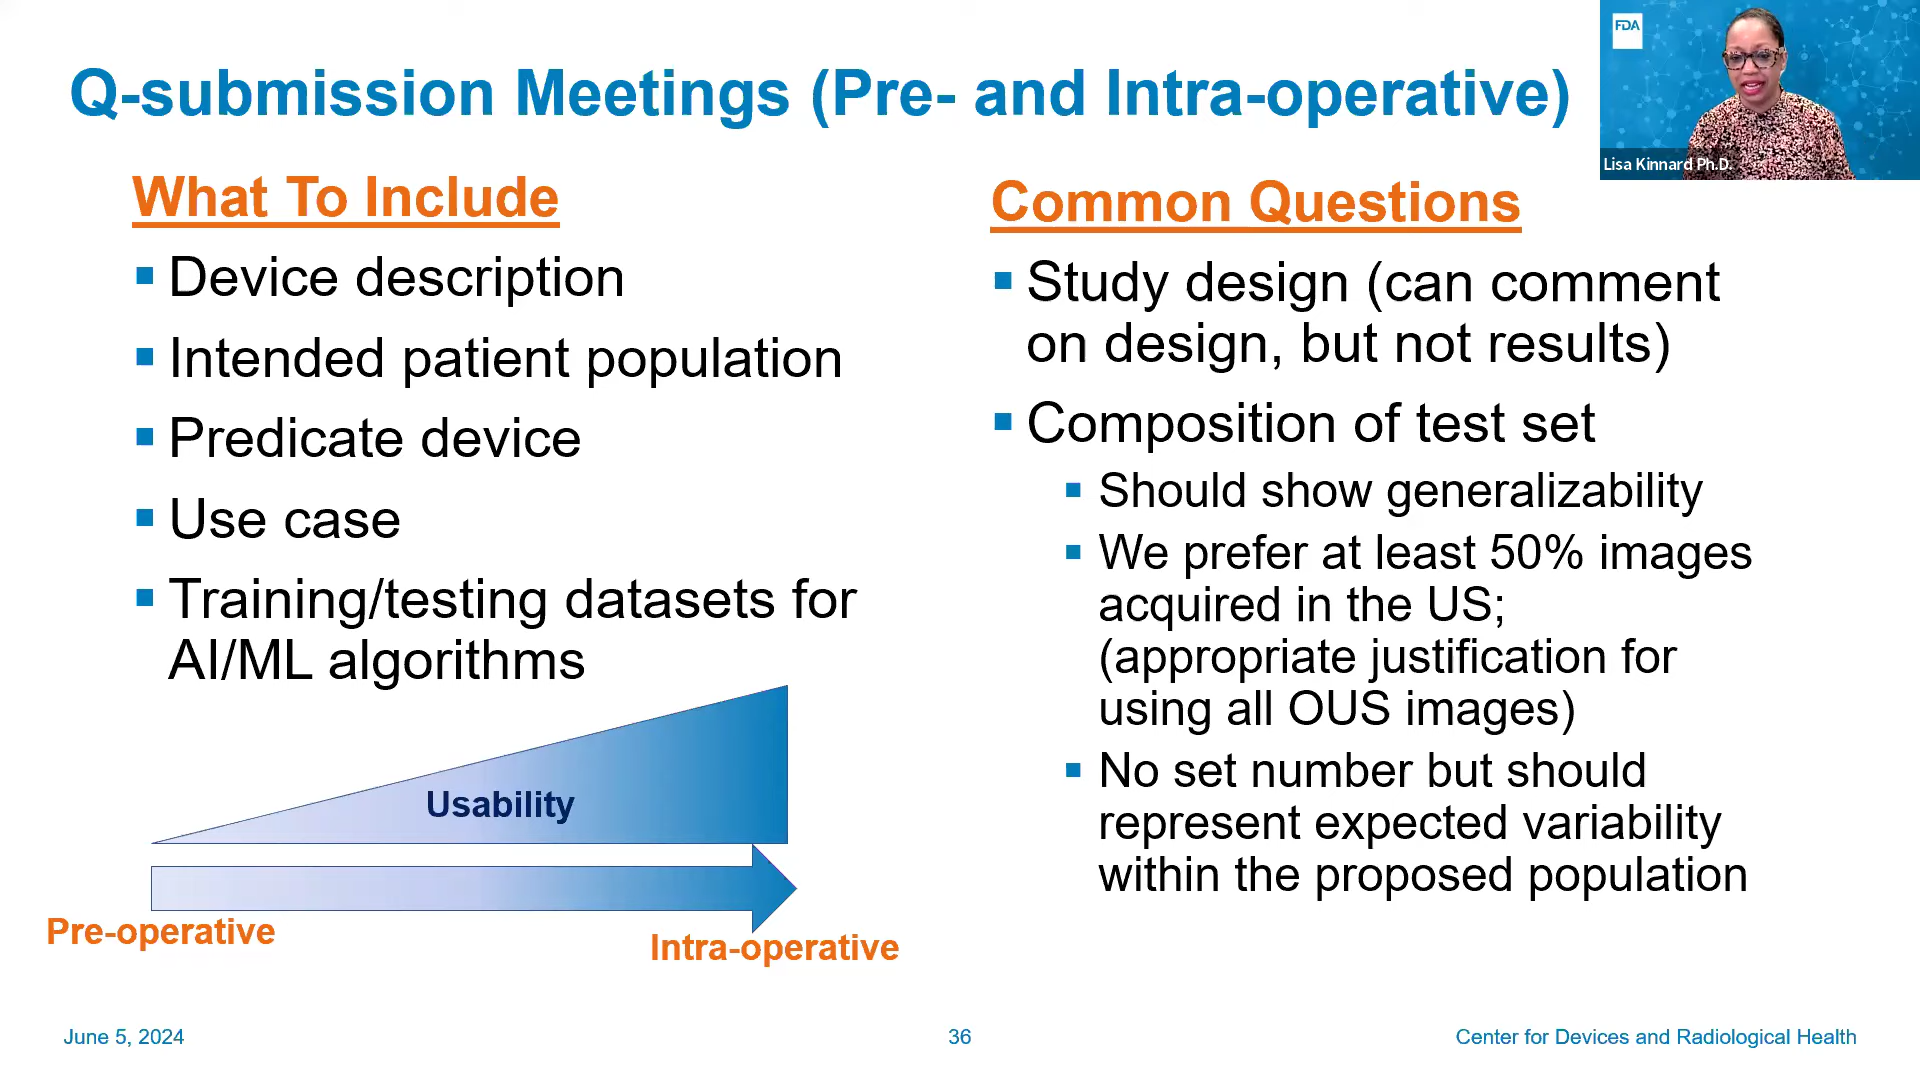 Q-submission Meetings (Pre- and Intra-operative)
FDA
Lisa Kinnard Ph.D.
What To Include
Device description
Intended patient population
Predicate device
Use case
Training/testing datasets for
AI/ML algorithms
Usability
Pre-operative
Intra-operative
Common Questions
Study design (can comment
on design, but not results)
Composition of test set
Should show generalizability
We prefer at least 50% images
acquired in the US;
(appropriate justification for
using all OUS images)
No set number but should
represent expected variability
within the proposed population
June 5, 2024
36
Center for Devices and Radiological Health